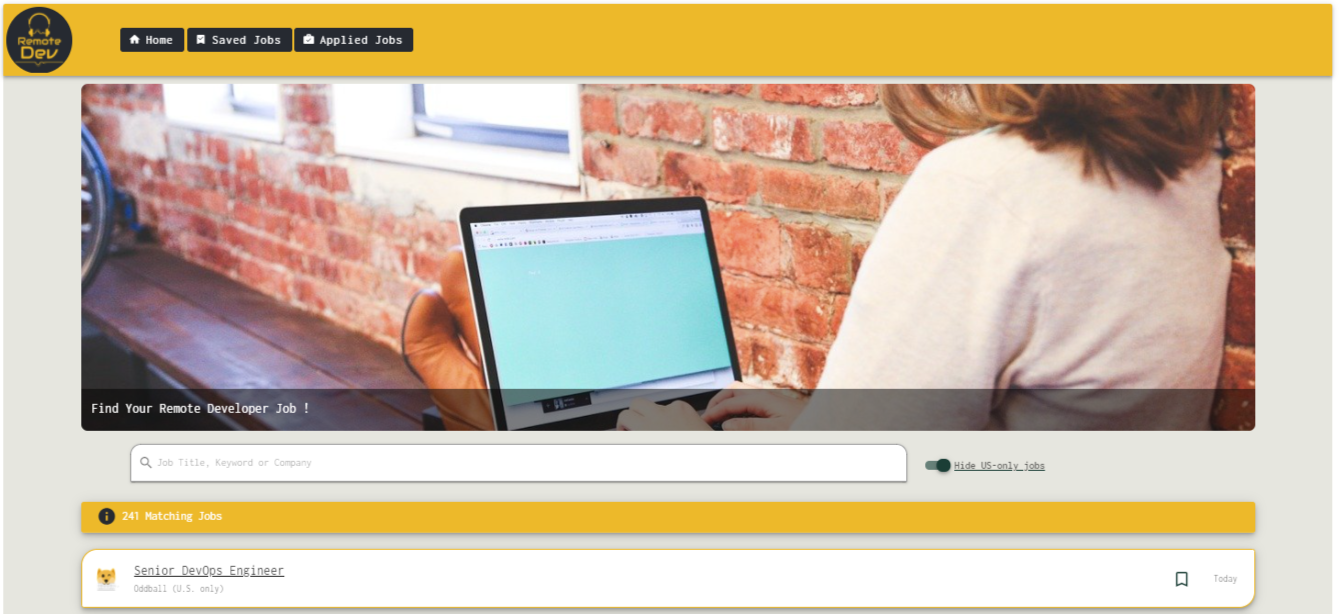 Remote
Dev
Home
Saved Jobs
Applied Jobs
Find Your Remote Developer Job !
Job Title, Keyword or Company
Hide US-only jobs
241 Matching Jobs
Senior DevOps Engineer
Oddball (U.S. only)
Today